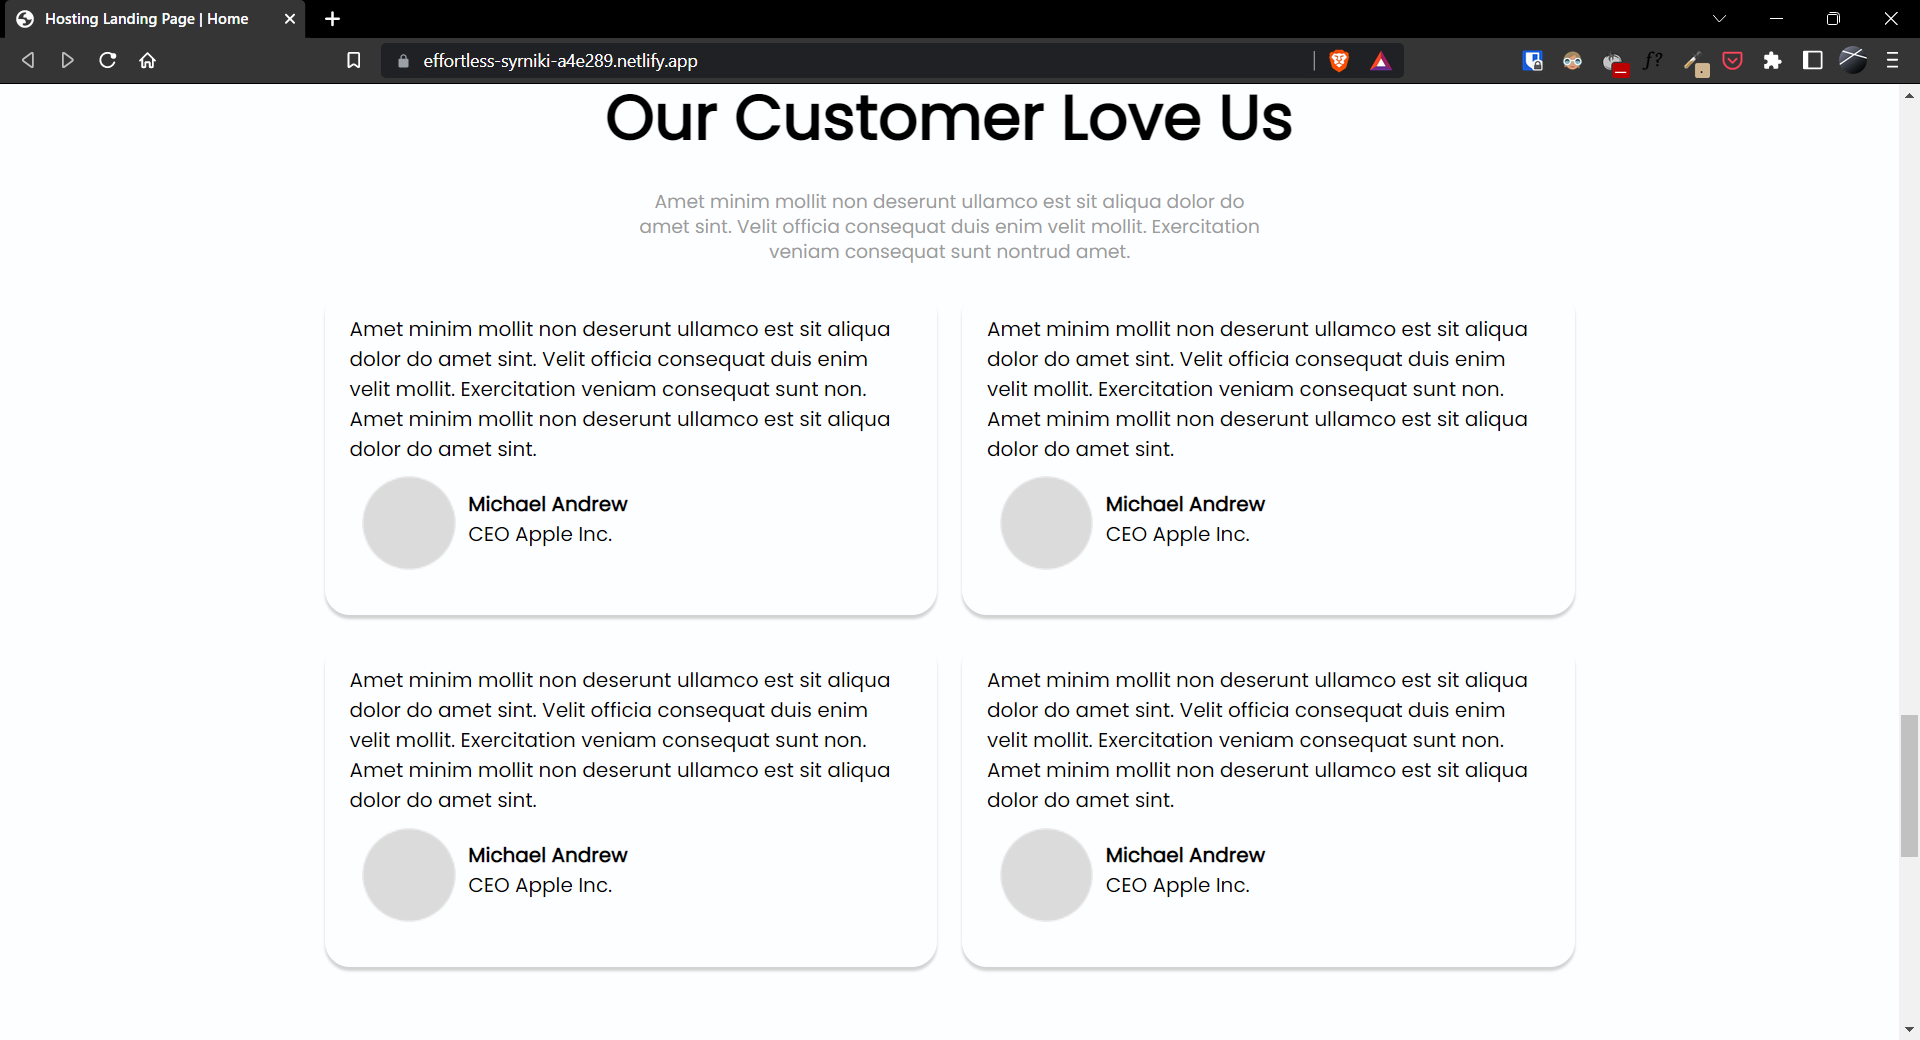 Hosting Landing Page | Home
effortless-syrniki-a4e289.netlify.app
f?
Our Customer Love Us
Amet minim mollit non deserunt ullamco est sit aliqua dolor do
amet sint. Velit officia consequat duis enim velit mollit. Exercitation
veniam consequat sunt nontrud amet.
Amet minim mollit non deserunt ullamco est sit aliqua
dolor do amet sint. Velit officia consequat duis enim
velit mollit. Exercitation veniam consequat sunt non.
Amet minim mollit non deserunt ullamco est sit aliqua
dolor do amet sint.
Michael Andrew
CEO Apple Inc.
Amet minim mollit non deserunt ullamco est sit aliqua
dolor do amet sint. Velit officia consequat duis enim
velit mollit. Exercitation veniam consequat sunt non.
Amet minim mollit non deserunt ullamco est sit aliqua
dolor do amet sint.
Michael Andrew
CEO Apple Inc.
Amet minim mollit non deserunt ullamco est sit aliqua
dolor do amet sint. Velit officia consequat duis enim
velit mollit. Exercitation veniam consequat sunt non.
Amet minim mollit non deserunt ullamco est sit aliqua
dolor do amet sint.
Michael Andrew
CEO Apple Inc.
Amet minim mollit non deserunt ullamco est sit aliqua
dolor do amet sint. Velit officia consequat duis enim
velit mollit. Exercitation veniam consequat sunt non.
Amet minim mollit non deserunt ullamco est sit aliqua
dolor do amet sint.
Michael Andrew
CEO Apple Inc.